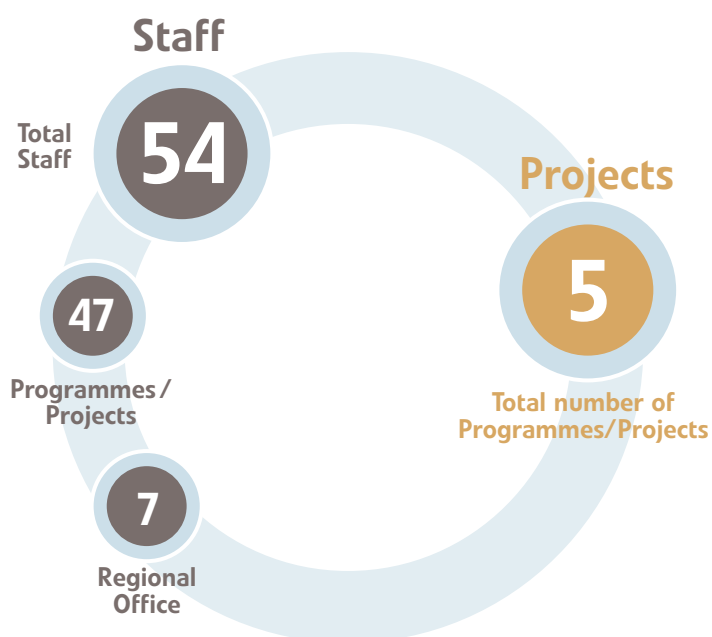 Staff
Total
Staff
54
47
Programmes/
Projects
7
Regional
Office
Projects
5
Total number of
Programmes/Projects